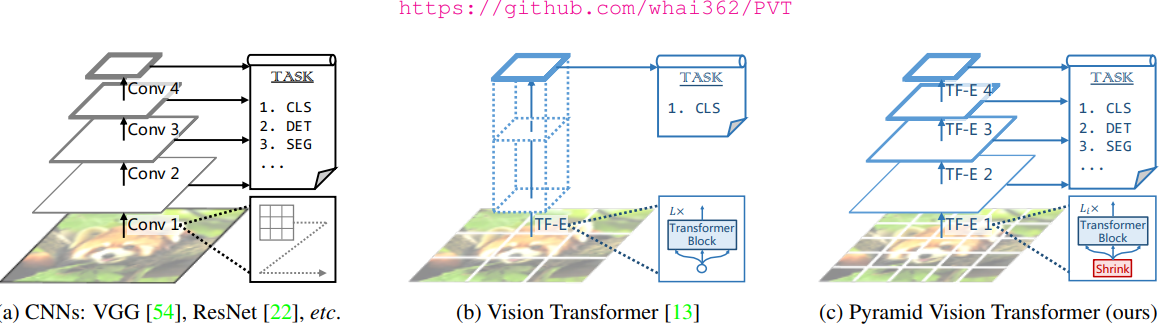 https://github.com/whai362/PVT
TASK
1. CLS
2. DET
3. SEG
...
Conv 4
Conv 3
Conv 2
Conv 1
(a) CNNs: VGG [54], ResNet [22], etc.
TASK
1. CLS
TF-E
L×
Transformer
Block
(b) Vision Transformer [13]
TASK
1. CLS
2. DET
3. SEG
...
TF-E 4
TF-E 3
TF-E 2
TF-E 1
Li×
Transformer
Block
Shrink
(c) Pyramid Vision Transformer (ours)